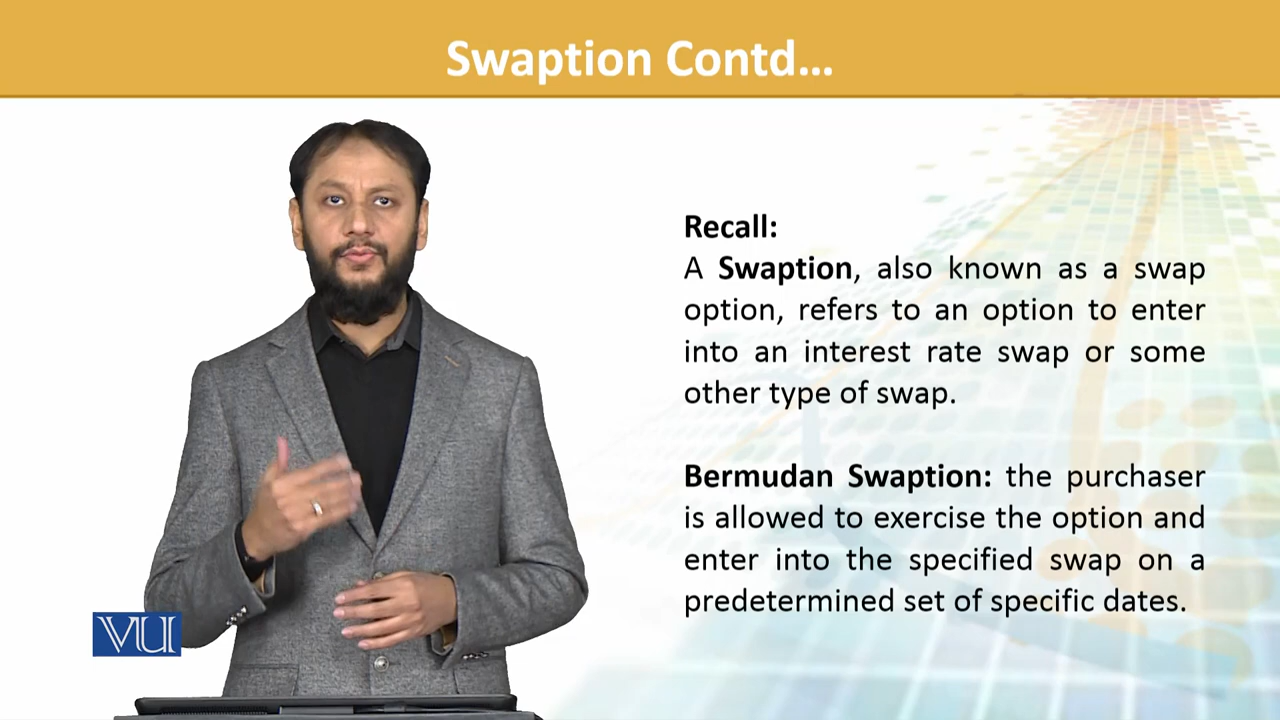 Swaption Contd...
Recall:
A Swaption, also known as a swap
option, refers to an option to enter
into an interest rate swap or some
other type of swap.
Bermudan Swaption: the purchaser
is allowed to exercise the option and
enter into the specified swap on a
predetermined set of specific dates.
VU